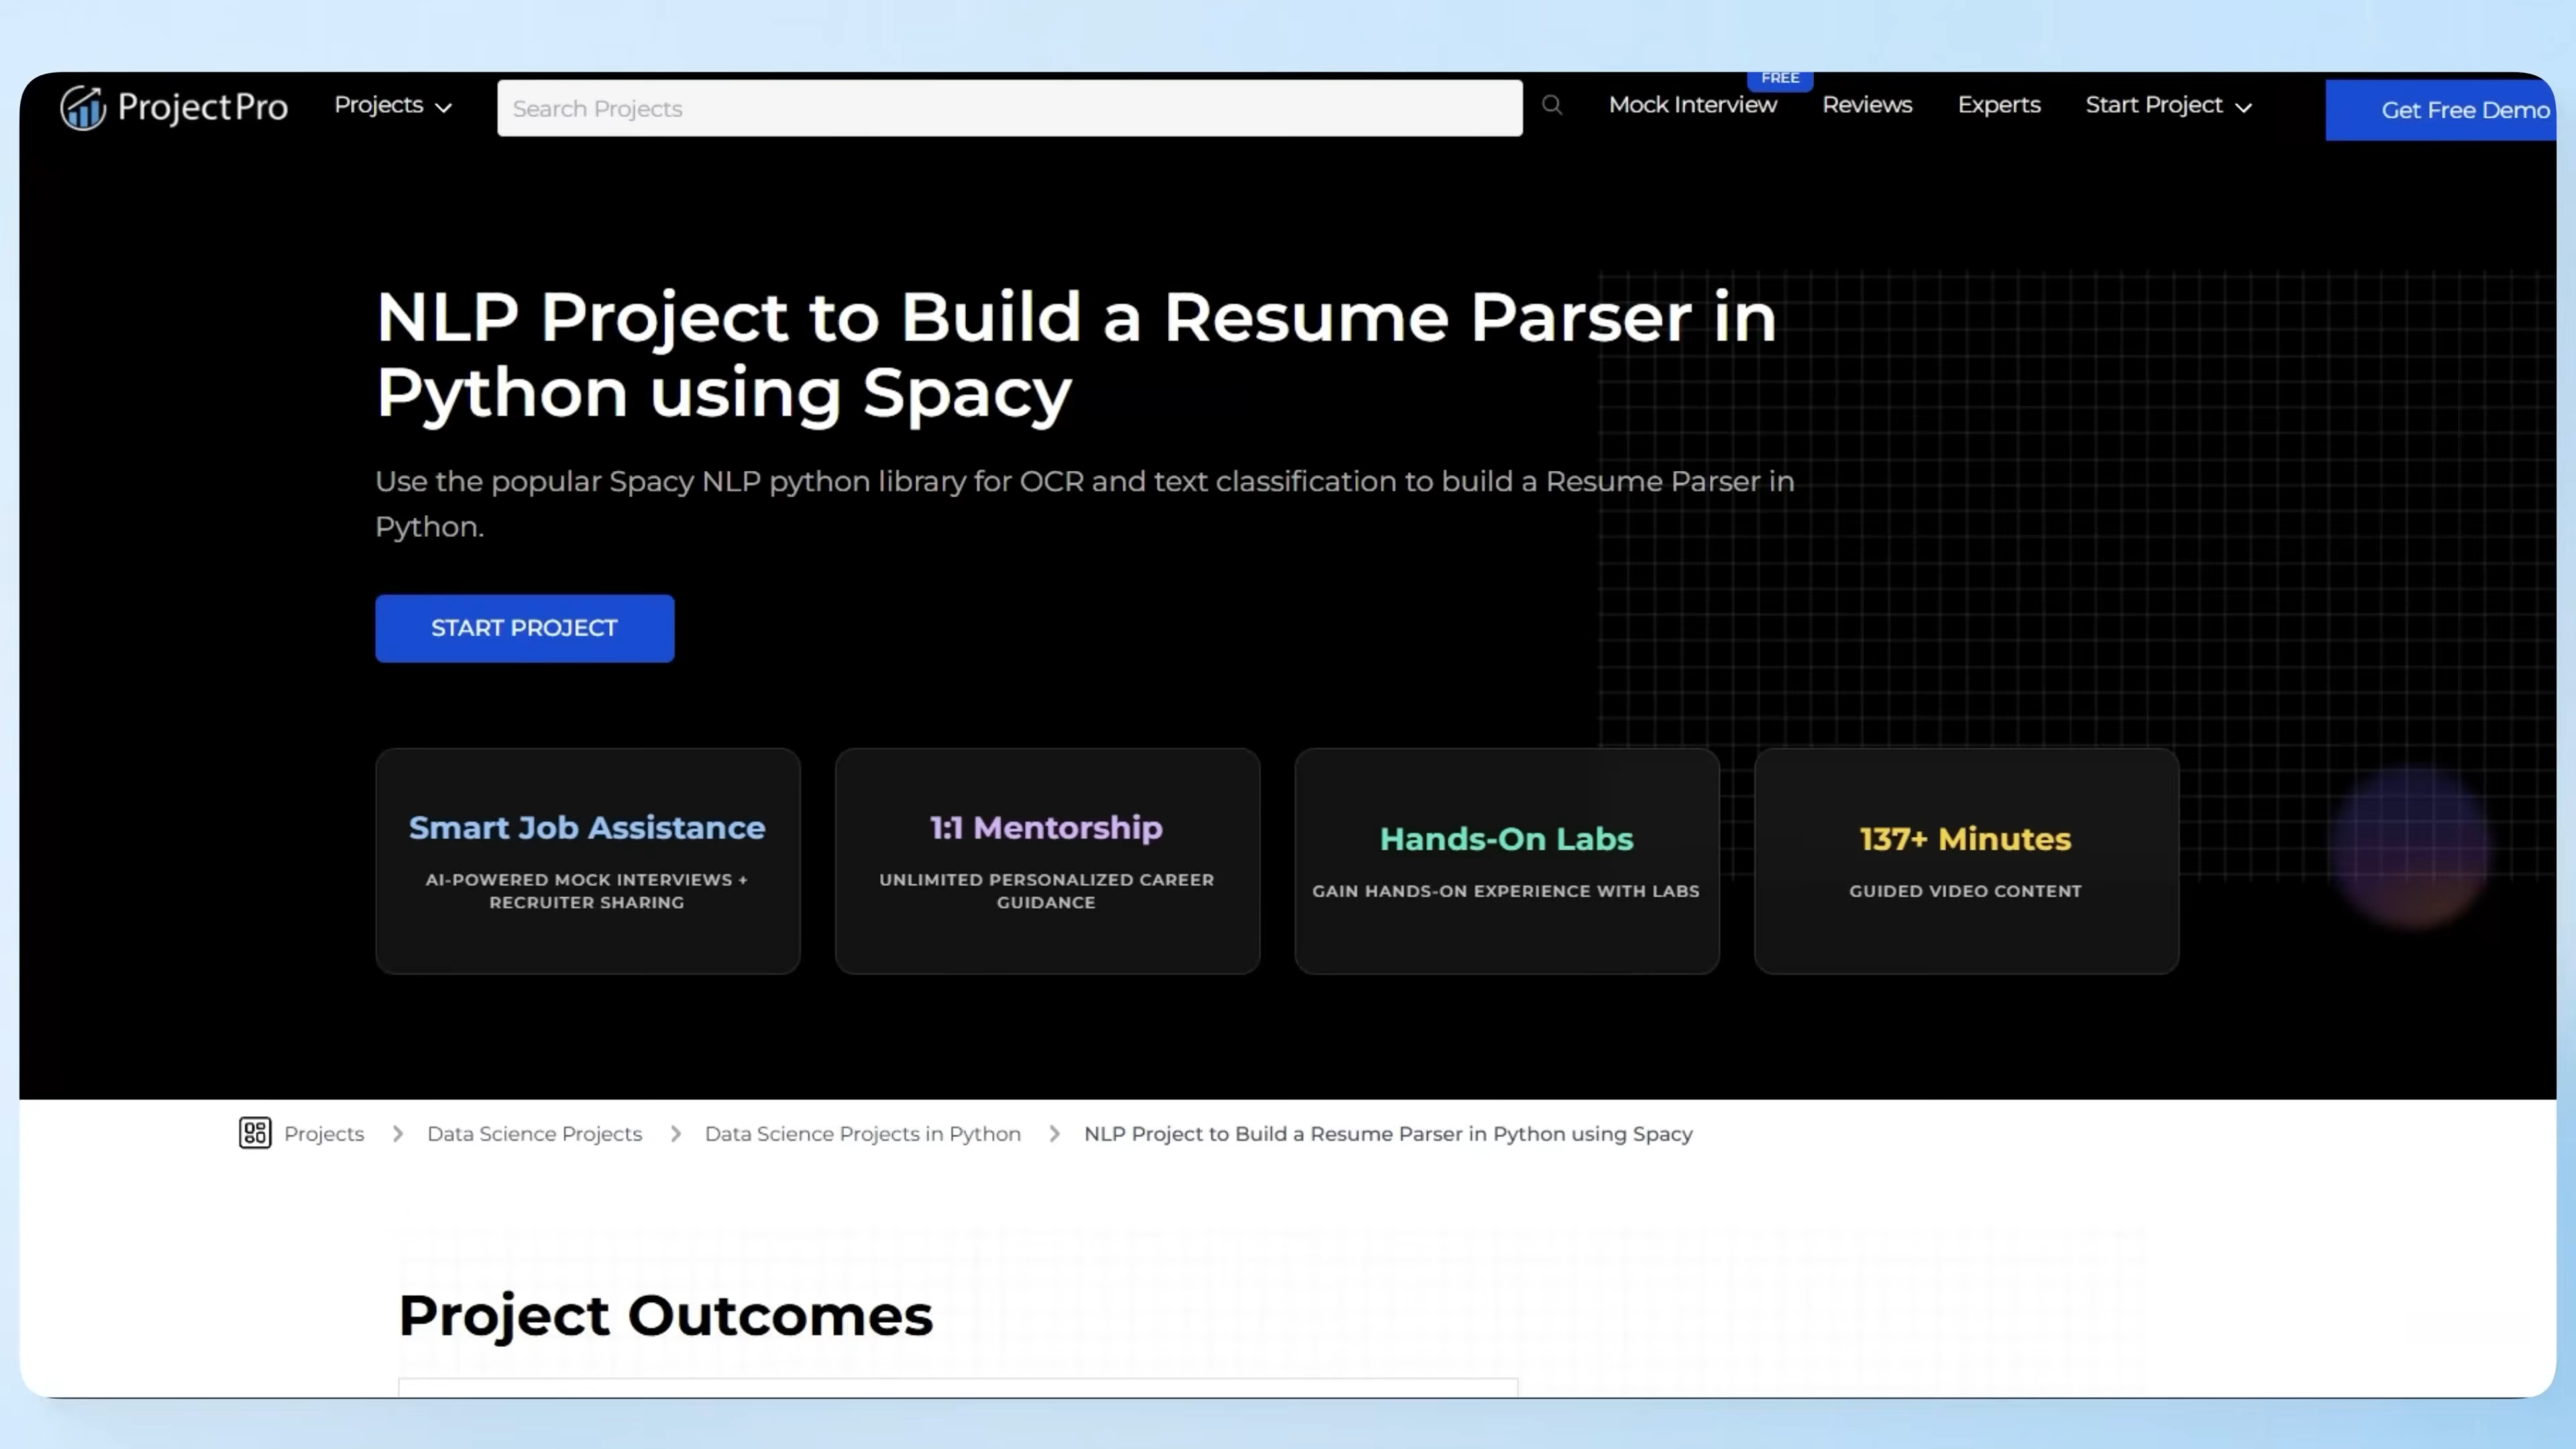 ProjectPro
Projects
Search Projects
FREE
Mock Interview
Reviews
Experts
Start Project
Get Free Demo
NLP Project to Build a Resume Parser in
Python using Spacy
Use the popular Spacy NLP python library for OCR and text classification to build a Resume Parser in
Python.
START PROJECT
Smart Job Assistance
AI-POWERED MOCK INTERVIEWS +
RECRUITER SHARING
1:1 Mentorship
UNLIMITED PERSONALIZED CAREER
GUIDANCE
Hands-On Labs
GAIN HANDS-ON EXPERIENCE WITH LABS
137+ Minutes
GUIDED VIDEO CONTENT
Projects
Data Science Projects
Data Science Projects in Python
NLP Project to Build a Resume Parser in Python using Spacy
Project Outcomes